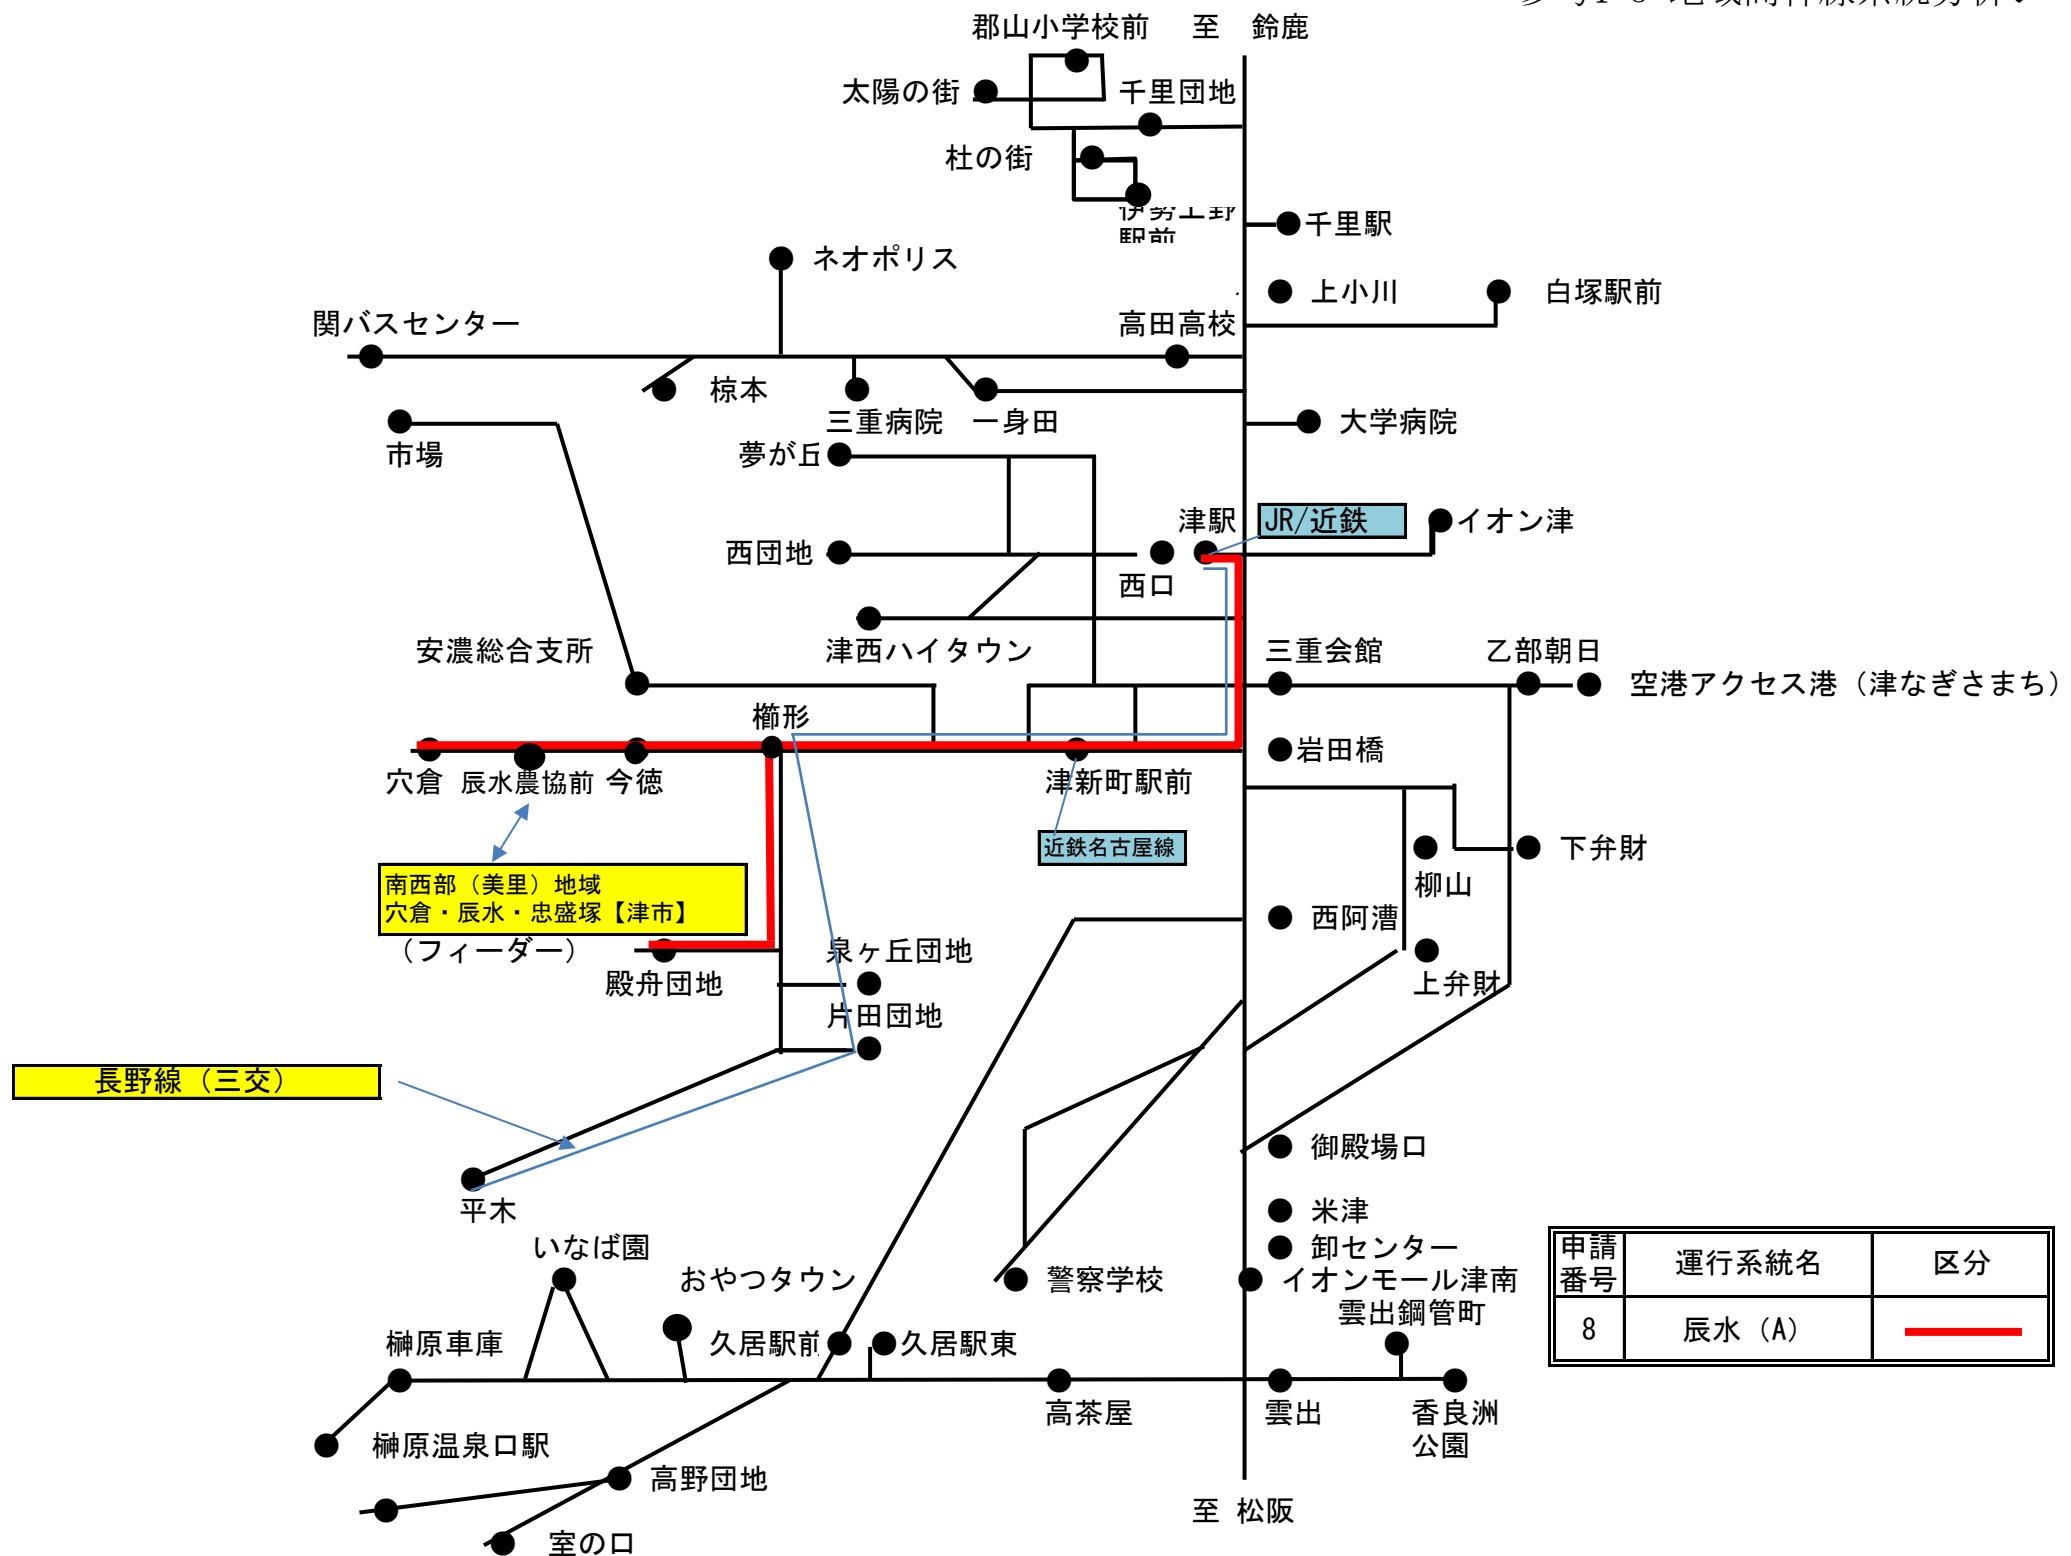 郡山小学校前 至 鈴鹿
太陽の街
千里団地
杜の街
伊勢上野
駅前
千里駅
ネオポリス
上小川
白塚駅前
関バスセンター
高田高校
椋本
三重病院
一身田
大学病院
市場
夢が丘
津駅
JR/近鉄
イオン津
西団地
西口
安濃総合支所
津西ハイタウン
三重会館
乙部朝日
空港アクセス港（津なぎさまち）
櫛形
岩田橋
穴倉
辰水農協前
今徳
津新町駅前
近鉄名古屋線
下弁財
柳山
南西部（美里）地域
穴倉・辰水・忠盛塚【津市】
（フィーダー）
西阿漕
泉ヶ丘団地
殿舟団地
上弁財
片田団地
長野線（三交）
御殿場口
平木
米津
いなば園
卸センター
おやつタウン
警察学校
イオンモール津南
雲出鋼管町
榊原車庫
久居駅前
久居駅東
高茶屋
雲出
香良洲
公園
榊原温泉口駅
高野団地
至 松阪
室の口
申請
番号
運行系統名
区分
8
辰水（A）